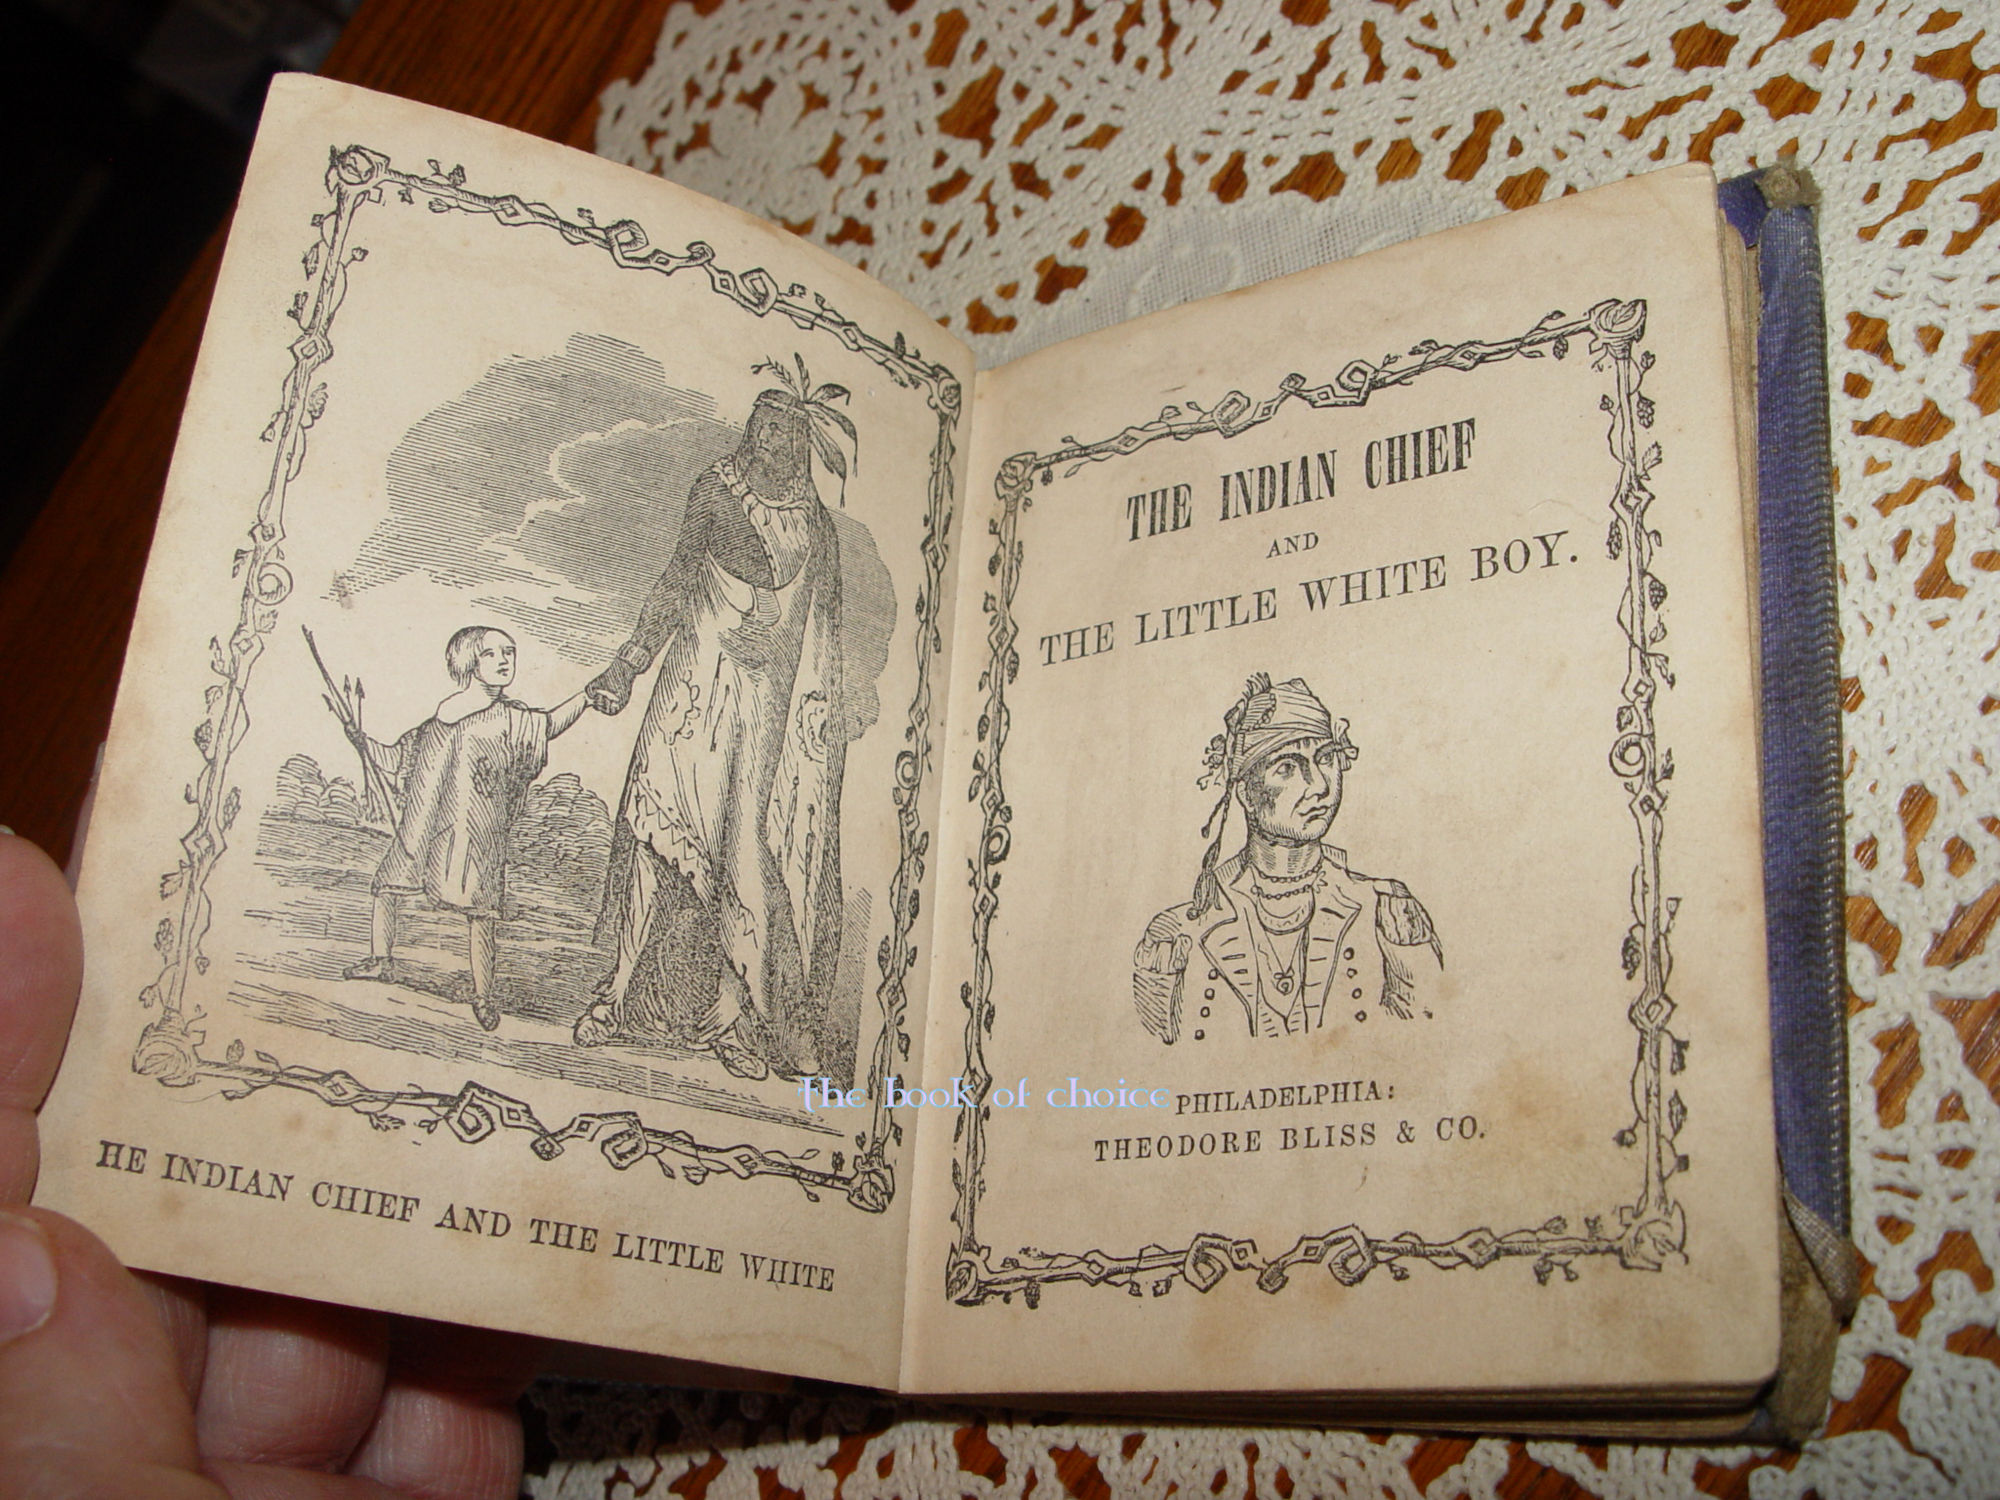 HE INDIAN CHIEF AND THE LITTLE WHITE
THE INDIAN CHIEF
AND
THE LITTLE WHITE BOY.
PHILADELPHIA:
THEODORE BLISS & CO.
The book of choice